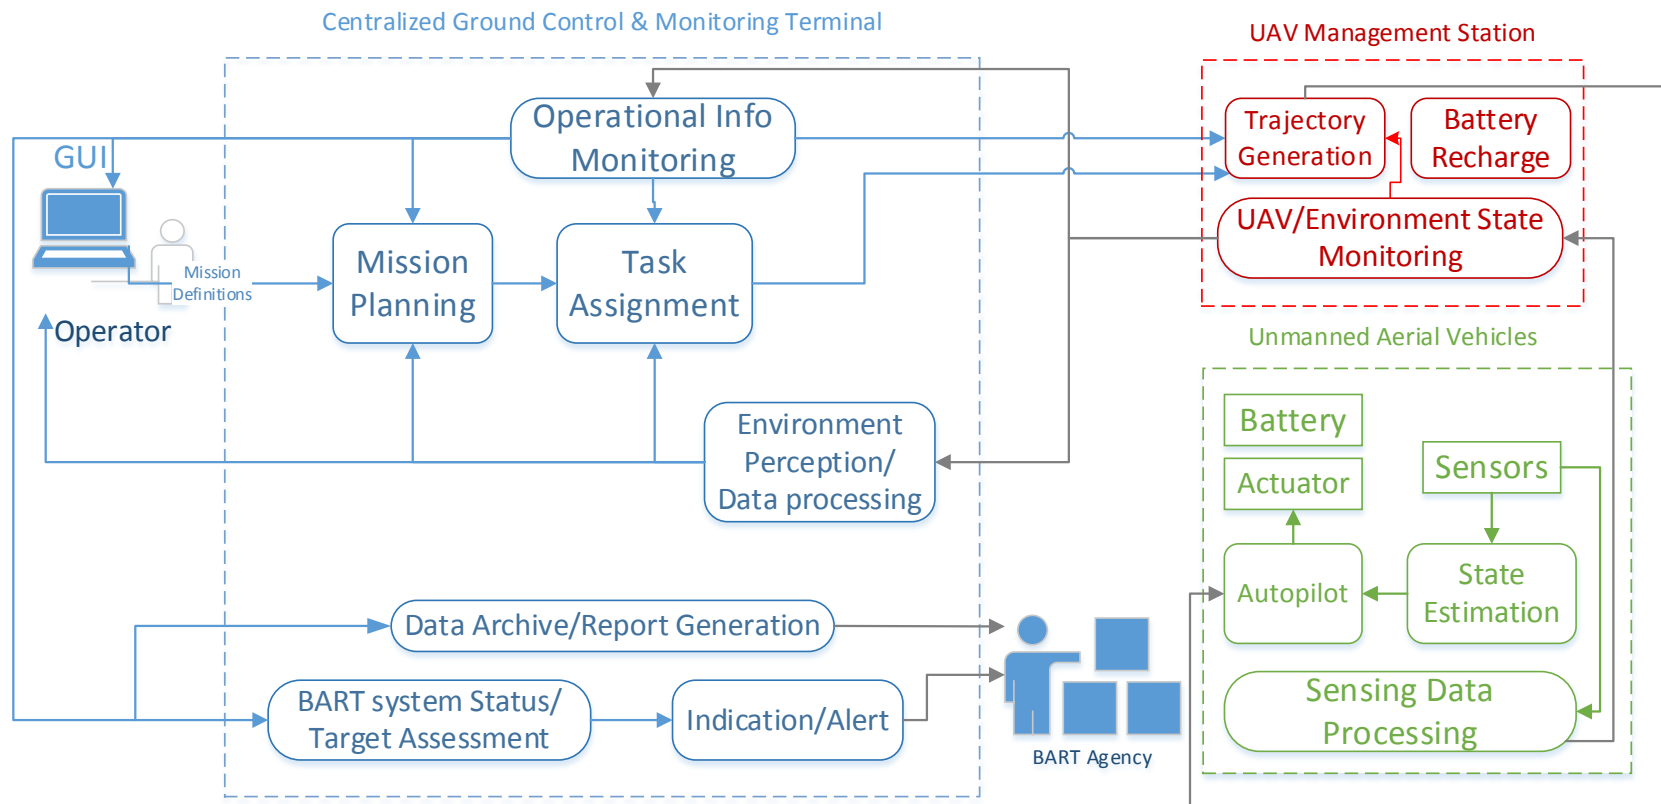 Centralized Ground Control & Monitoring Terminal
UAV Management Station
Operational Info
Monitoring
Trajectory
Generation
Battery
Recharge
GUI
UAV/Environment State
Monitoring
Mission
Planning
Task
Assignment
Mission
Definitions
Operator
Unmanned Aerial Vehicles
Environment
Perception/
Data processing
Battery
Actuator
Sensors
Autopilot
State
Estimation
Data Archive/Report Generation
BART system Status/
Target Assessment
Indication/Alert
BART Agency
Sensing Data
Processing